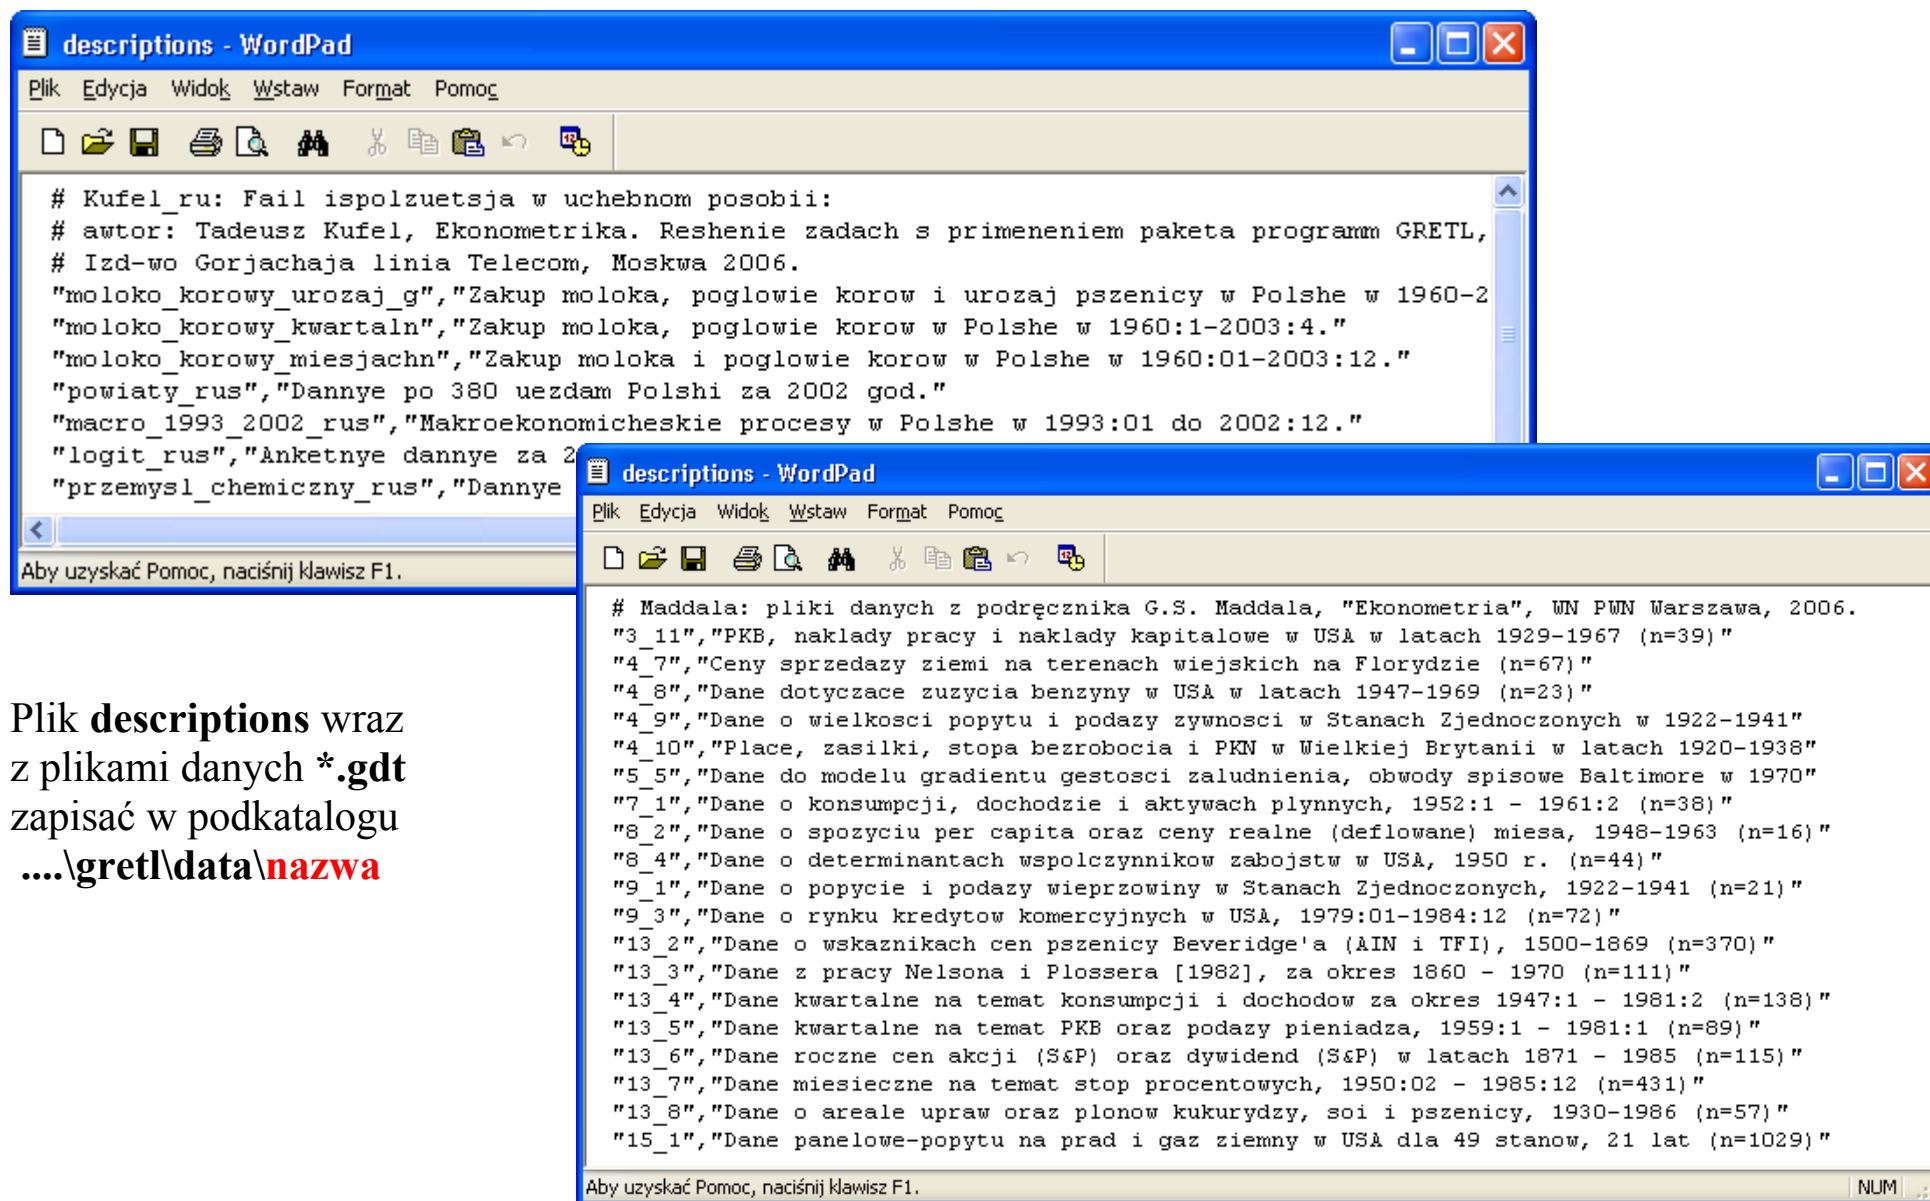 descriptions - WordPad
Plik Edycja Widok Wstaw Format Pomoc
# Kufel_ru: Fail ispolzuetsja w uchebnom posobii:
# awtor: Tadeusz Kufel, Ekonometrika. Reshenie zadach s primeneniem paketa programm GRETL,
# Izd-wo Gorjachaja linia Telecom, Moskwa 2006.
"moloko_korowy_urozaj_g","Zakup moloka, poglowie korow i urozaj pszenicy w Polshe w 1960-2
"moloko_korowy_kwartaln","Zakup moloka, poglowie korow w Polshe w 1960:1-2003:4."
"moloko_korowy_miesjachn","Zakup moloka i poglowie korow w Polshe w 1960:01-2003:12."
"powiaty_rus","Dannye po 380 uezdam Polshi za 2002 god."
"macro_1993_2002_rus","Makroekonomicheskie procesy w Polshe w 1993:01 do 2002:12."
"logit_rus","Anketnye dannye za 2
"przemysl_chemiczny_rus","Dannye
Aby uzyskać Pomoc, naciśnij klawisz F1.
descriptions - WordPad
Plik Edycja Widok Wstaw Format Pomoc
# Maddala: pliki danych z podręcznika G.S. Maddala, "Ekonometria", WN PWN Warszawa, 2006.
"3_11","PKB, naklady pracy i naklady kapitalowe w USA w latach 1929-1967 (n=39)"
"4_7","Ceny sprzedazy ziemi na terenach wiejskich na Florydzie (n=67)"
"4_8","Dane dotyczace zuzycia benzyny w USA w latach 1947-1969 (n=23)"
"4_9","Dane o wielkosci popytu i podazy zywnosci w Stanach Zjednoczonych w 1922-1941"
"4_10","Place, zasilki, stopa bezrobocia i PKN w Wielkiej Brytanii w latach 1920-1938"
"5_5","Dane do modelu gradientu gestosci zaludnienia, obwody spisowe Baltimore w 1970"
"7_1","Dane o konsumpcji, dochodzie i aktywach plynnych, 1952:1 - 1961:2 (n=38)"
"8_2","Dane o spozyciu per capita oraz ceny realne (deflowane) miesa, 1948-1963 (n=16)"
"8_4","Dane o determinantach wspolczynnikow zabojstw w USA, 1950 r. (n=44)"
"9_1","Dane o popycie i podazy wieprzowiny w Stanach Zjednoczonych, 1922-1941 (n=21)"
"9_3","Dane o rynku kredytow komercyjnych w USA, 1979:01-1984:12 (n=72)"
"13_2","Dane o wskaznikach cen pszenicy Beveridge'a (AIN i TFI), 1500-1869 (n=370)"
"13_3","Dane z pracy Nelsona i Plossera [1982], za okres 1860 - 1970 (n=111)"
"13_4","Dane kwartalne na temat konsumpcji i dochodow za okres 1947:1 - 1981:2 (n=138)"
"13_5","Dane kwartalne na temat PKB oraz podazy pieniadza, 1959:1 - 1981:1 (n=89)"
"13_6","Dane roczne cen akcji (S&P) oraz dywidend (S&P) w latach 1871 - 1985 (n=115)"
"13_7","Dane miesieczne na temat stop procentowych, 1950:02 - 1985:12 (n=431)"
"13_8","Dane o areale upraw oraz plonow kukurydzy, soi i pszenicy, 1930-1986 (n=57)"
"15_1","Dane panelowe-popytu na prad i gaz ziemny w USA dla 49 stanow, 21 lat (n=1029)"
Aby uzyskać Pomoc, naciśnij klawisz F1.
NUM
Plik descriptions wraz
z plikami danych *.gdt
zapisać w podkatalogu
....\gretl\data\nazwa